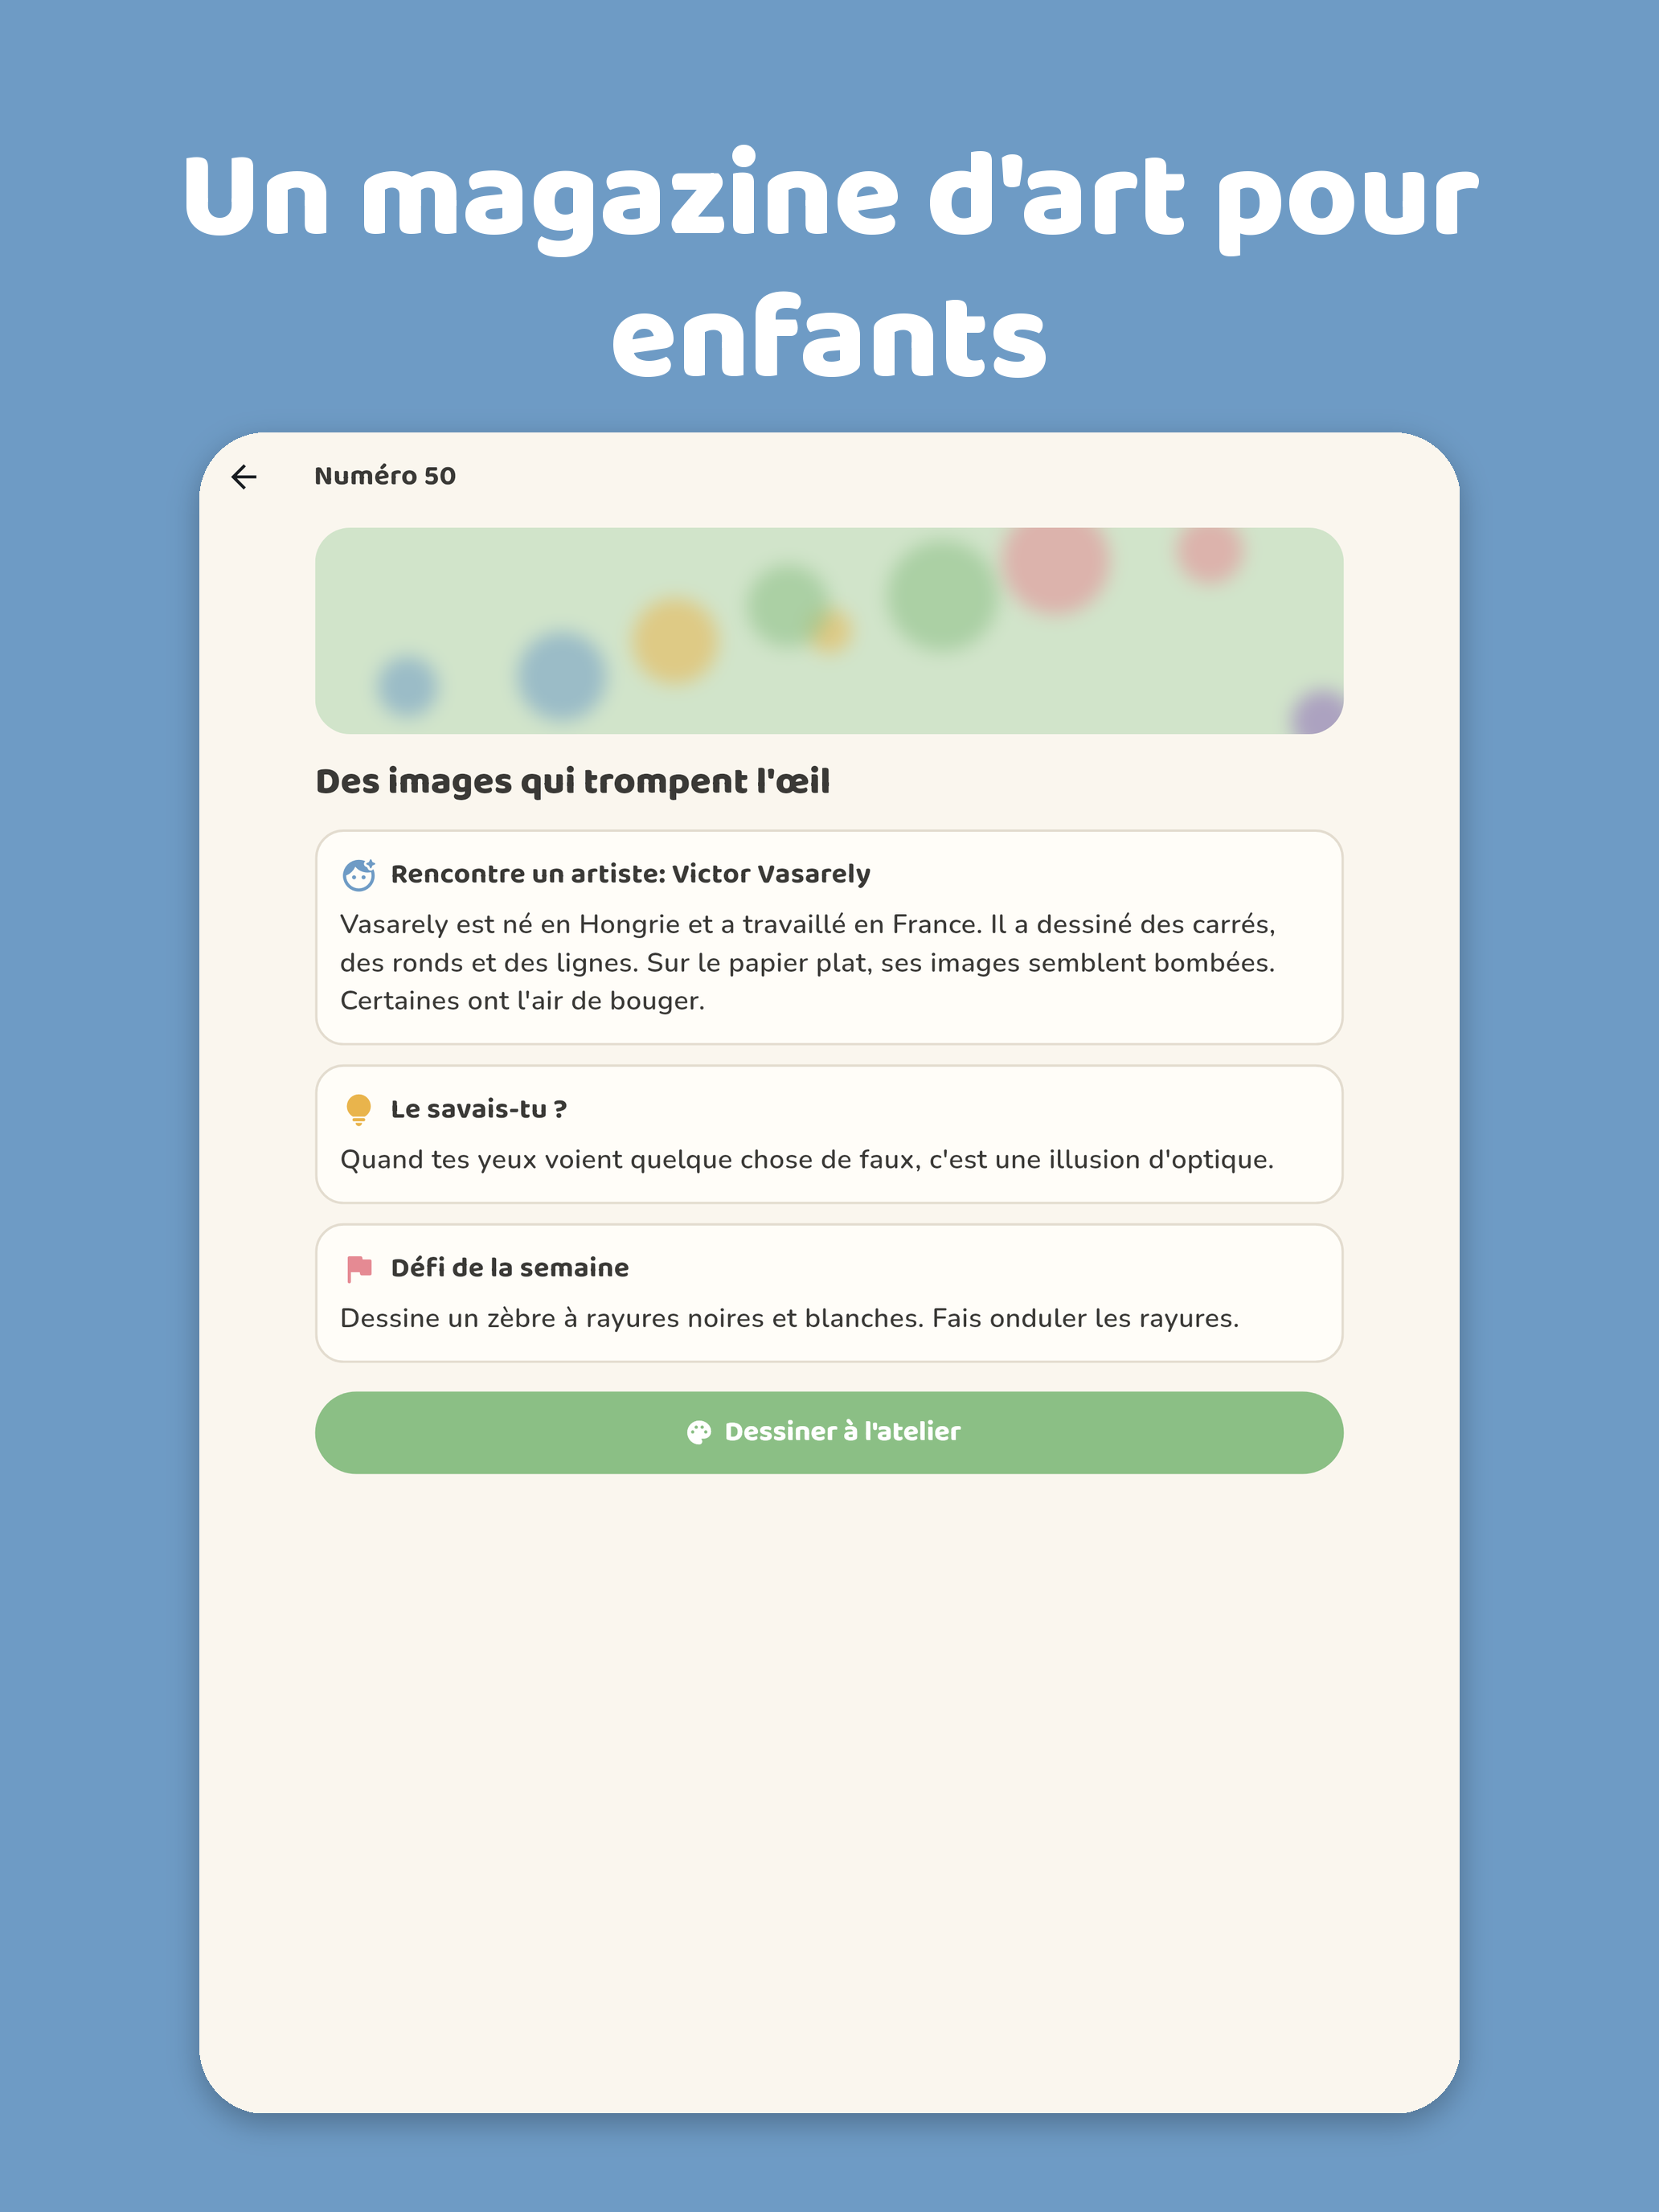 Un magazine d'art pour
enfants
Numéro 50
Des images qui trompent l'œil
Rencontre un artiste: Victor Vasarely
Vasarely est né en Hongrie et a travaillé en France. Il a dessiné des carrés,
des ronds et des lignes. Sur le papier plat, ses images semblent bombées.
Certaines ont l'air de bouger.
Le savais-tu ?
Quand tes yeux voient quelque chose de faux, c'est une illusion d'optique.
Défi de la semaine
Dessine un zèbre à rayures noires et blanches. Fais onduler les rayures.
Dessiner à l'atelier